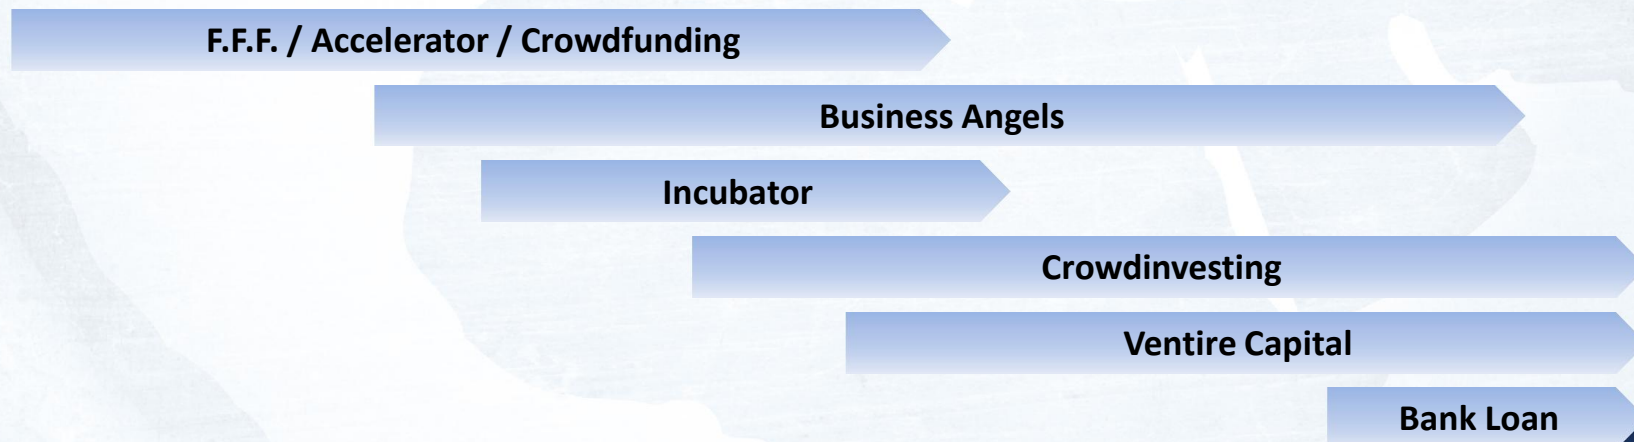 F.F.F. / Accelerator / Crowdfunding
Business Angels
Incubator
Crowdinvesting
Ventire Capital
Bank Loan